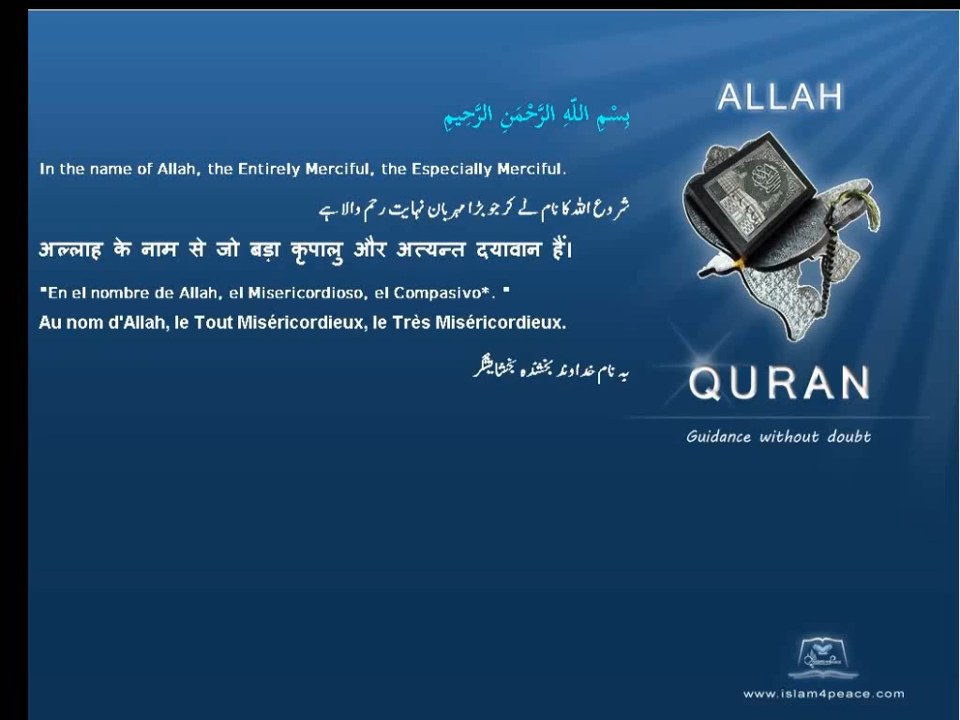 بِسْمِ اللَّهِ الرَّحْمَنِ الرَّحِيمِ
In the name of Allah, the Entirely Merciful, the Especially Merciful.
شروع الله کا نام لے کر جو بڑا مہربان نہایت رحم والا ہے
अल्लाह के नाम से जो बड़ा कृपालु और अत्यन्त दयावान हैं।
"En el nombre de Allah, el Misericordioso, el Compasivo*. "
Au nom d'Allah, le Tout Miséricordieux, le Très Miséricordieux.
به نام خداوند بخشنده بخشایشگر
ALLAH
QURAN
Guidance without doubt
www.islam4peace.com